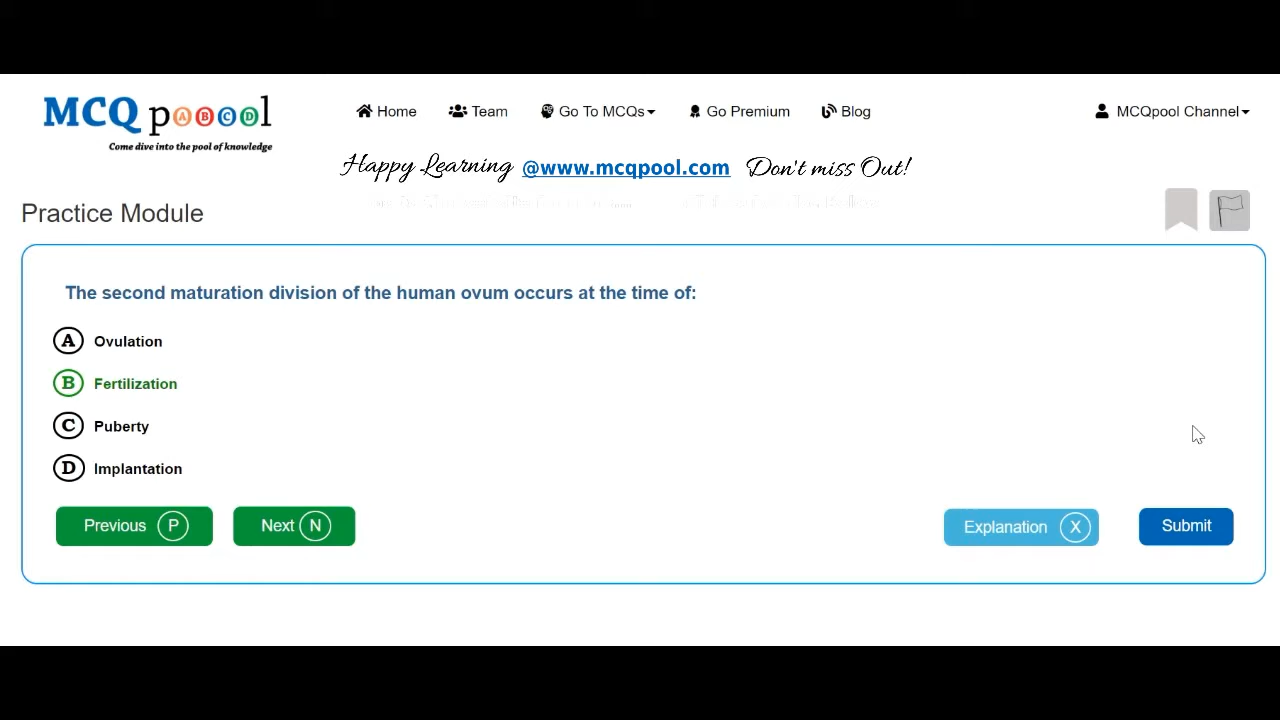 MCQ pABCDl
Come dive into the pool of knowledge
Home Team Go To MCQs Go Premium Blog MCQpool Channel
Happy Learning @www.mcqpool.com Don't miss Out!
Practice Module
The second maturation division of the human ovum occurs at the time of:
A Ovulation
B Fertilization
C Puberty
D Implantation
Previous P Next N Explanation X Submit